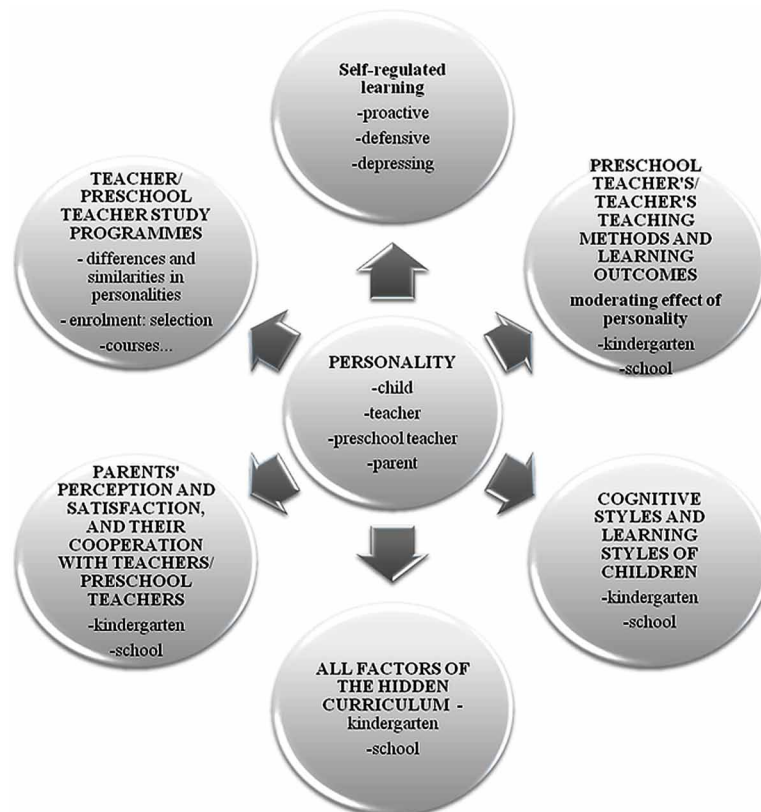 Self-regulated
learning
-proactive
-defensive
-depressing
TEACHER/
PRESCHOOL
TEACHER STUDY
PROGRAMMES
- differences and
similarities in
personalities
- enrolment: selection
-courses...
PRESCHOOL
TEACHER'S/
TEACHER'S
TEACHING
METHODS AND
LEARNING
OUTCOMES
moderating effect of
personality
-kindergarten
-school
PERSONALITY
-child
-teacher
-preschool teacher
-parent
PARENTS'
PERCEPTION AND
SATISFACTION,
AND THEIR
COOPERATION
WITH TEACHERS/
PRESCHOOL
TEACHERS
-kindergarten
-school
COGNITIVE
STYLES AND
LEARNING
STYLES OF
CHILDREN
-kindergarten
-school
ALL FACTORS OF
THE HIDDEN
CURRICULUM -
kindergarten
-school